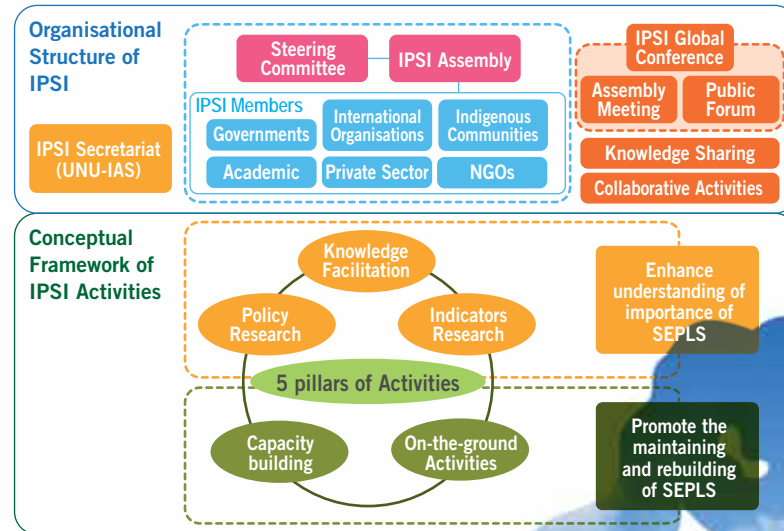 Organisational
Structure of
IPSI
Steering
Committee
IPSI Assembly
IPSI Global
Conference
Assembly
Meeting
Public
Forum
IPSI Members
Governments
International
Organisations
Indigenous
Communities
Academic
Private Sector
NGOs
IPSI Secretariat
(UNU-IAS)
Knowledge Sharing
Collaborative Activities
Conceptual
Framework of
IPSI Activities
Knowledge
Facilitation
Policy
Research
Indicators
Research
Enhance
understanding of
importance of
SEPLS
5 pillars of Activities
Capacity
building
On-the-ground
Activities
Promote the
maintaining
and rebuilding
of SEPLS